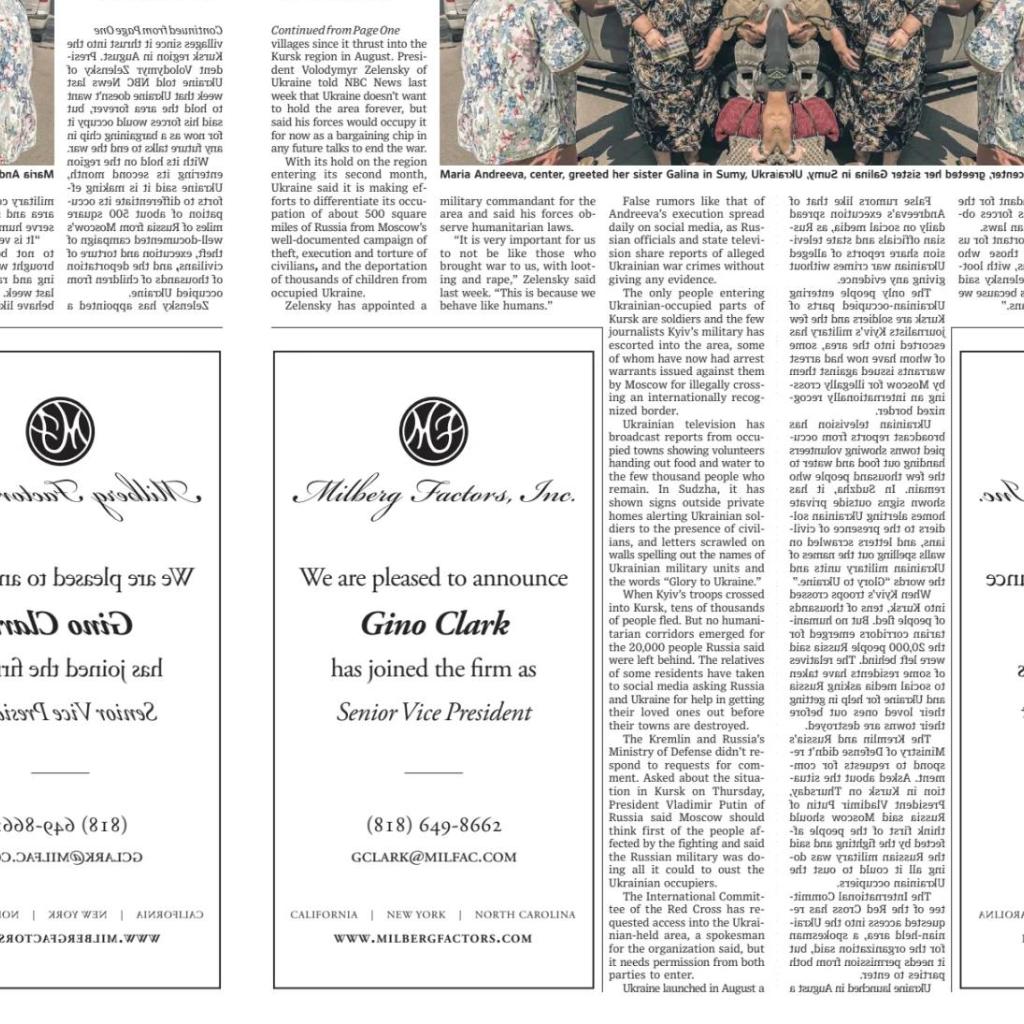 Continued from Page One
villages since it thrust into the
Kursk region in August. Presi-
dent Volodymyr Zelensky of
Ukraine told NBC News last
week that Ukraine doesn't want
to hold the area forever, but
said his forces would occupy it
for now as a bargaining chip in
any future talks to end the war.
With its hold on the region
entering its second month,
Ukraine said it is making ef-
forts to differentiate its occu-
pation of about 500 square
miles of Russia from Moscow's
well-documented campaign of
theft, execution and torture of
civilians, and the deportation
of thousands of children from
occupied Ukraine.
Zelensky has appointed a
Maria Andreeva, center, greeted her sister Galina in Sumy, Ukrai
military commandant for the
area and said his forces ob-
serve humanitarian laws.
“It is very important for us
to not be like those who
brought war to us, with loot-
ing and rape,” Zelensky said
last week. “This is because we
behave like humans.”
False rumors like that of
Andreeva's execution spread
daily on social media, as Rus-
sian officials and state televi-
sion share reports of alleged
Ukrainian war crimes without
giving any evidence.
The only people entering
Ukrainian-occupied parts of
Kursk are soldiers and the few
journalists Kyiv's military has
escorted into the area, some
of whom have now had arrest
warrants issued against them
by Moscow for illegally cross-
ing an internationally recog-
nized border.
Ukrainian television has
broadcast reports from occu-
pied towns showing volunteers
handing out food and water to
the few thousand people who
remain. In Sudzha, it has
shown signs outside private
homes alerting Ukrainian sol-
diers to the presence of civil-
ians, and letters scrawled on
walls spelling out the names of
Ukrainian military units and
the words “Glory to Ukraine.”
When Kyiv's troops crossed
into Kursk, tens of thousands
of people fled. But no humani-
tarian corridors emerged for
the 20,000 people Russia said
were left behind. The relatives
of some residents have taken
to social media asking Russia
and Ukraine for help in getting
their loved ones out before
their towns are destroyed.
The Kremlin and Russia's
Ministry of Defense didn't re-
spond to requests for com-
ment. Asked about the situa-
tion in Kursk on Thursday,
President Vladimir Putin of
Russia said Moscow should
think first of the people af-
fected by the fighting and said
the Russian military was do-
ing all it could to oust the
Ukrainian occupiers.
The International Commit-
tee of the Red Cross has re-
quested access into the Ukrai-
nian-held area, a spokesman
for the organization said, but
it needs permission from both
parties to enter.
Ukraine launched in August a
MF
Milberg Factors, Inc.
We are pleased to announce
Gino Clark
has joined the firm as
Senior Vice President
(818) 649-8662
GCLARK@MILFAC.COM
CALIFORNIA | NEW YORK | NORTH CAROLINA
WWW.MILBERGFACTORS.COM